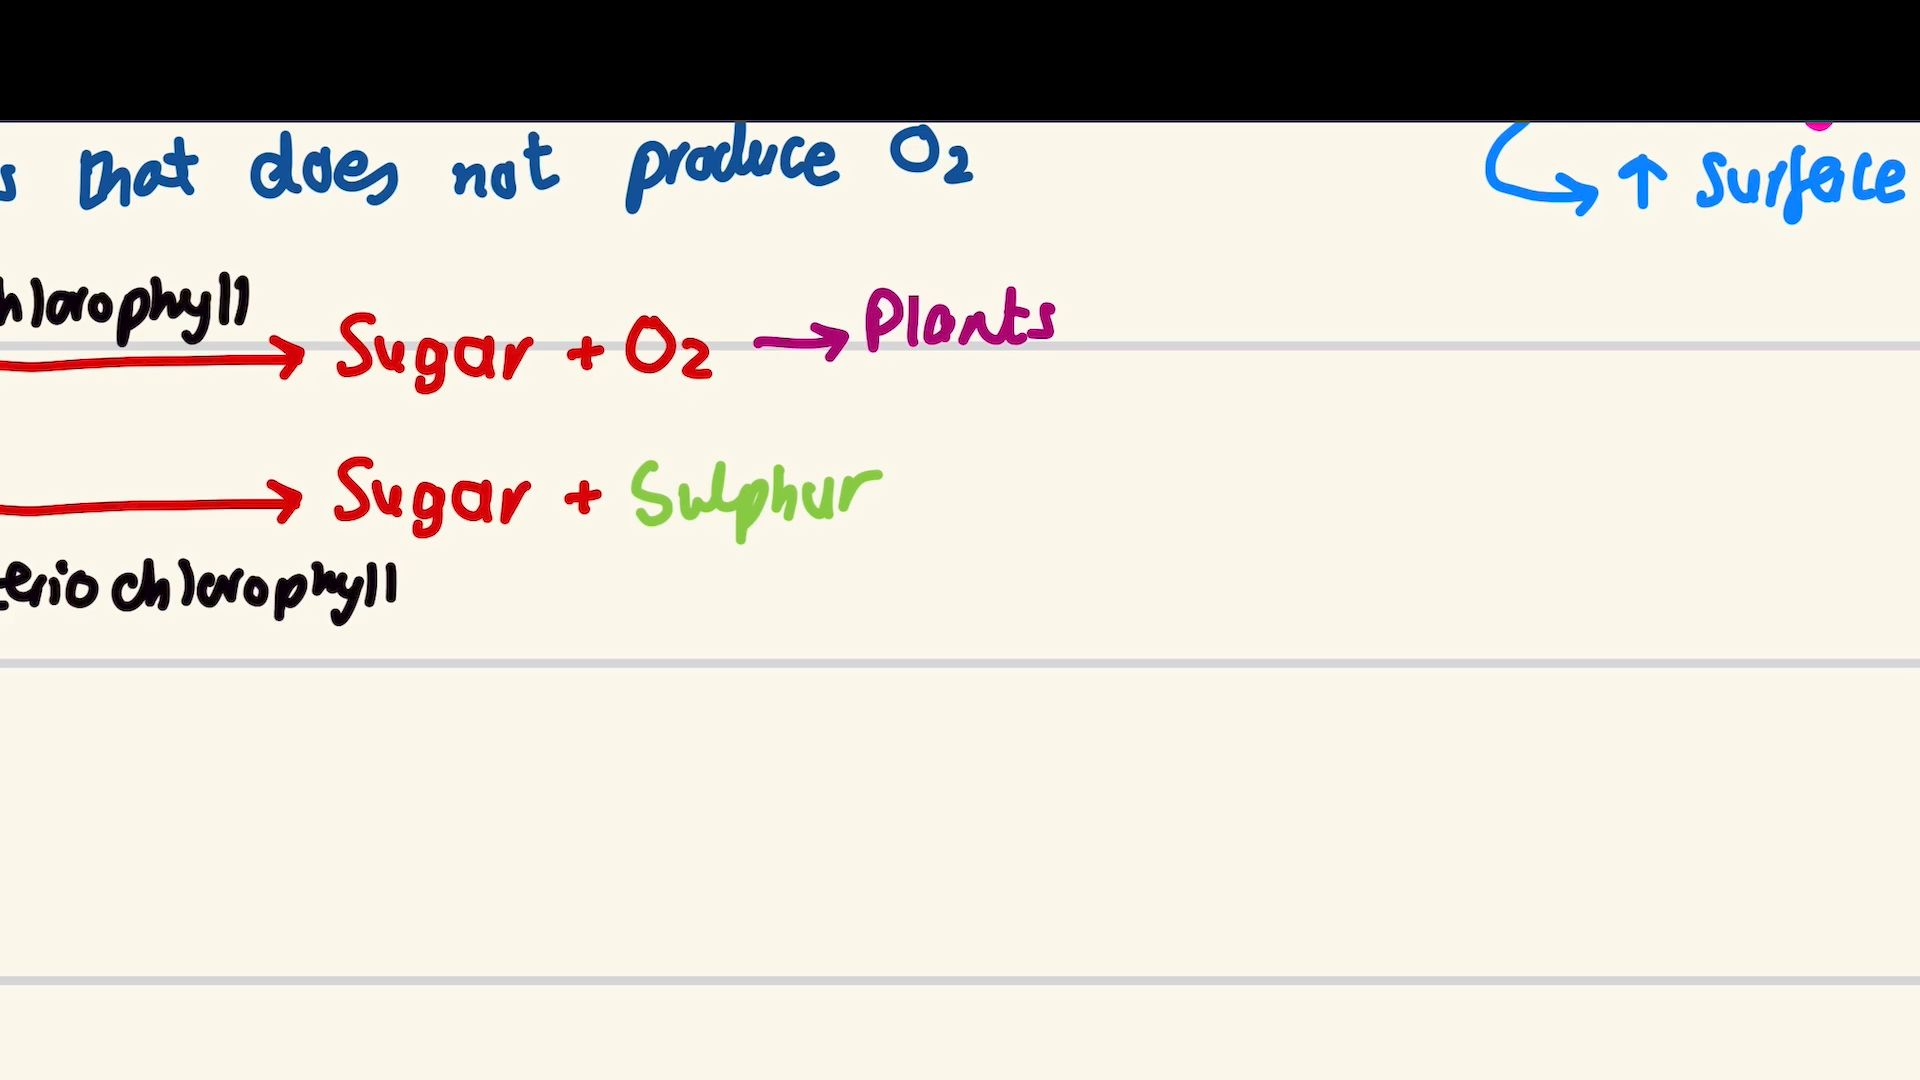 s that does not produce O2
↑ surface
hlorophyll
→ Sugar + O2 → Plants
→ Sugar + Sulphur
eriochlorophyll